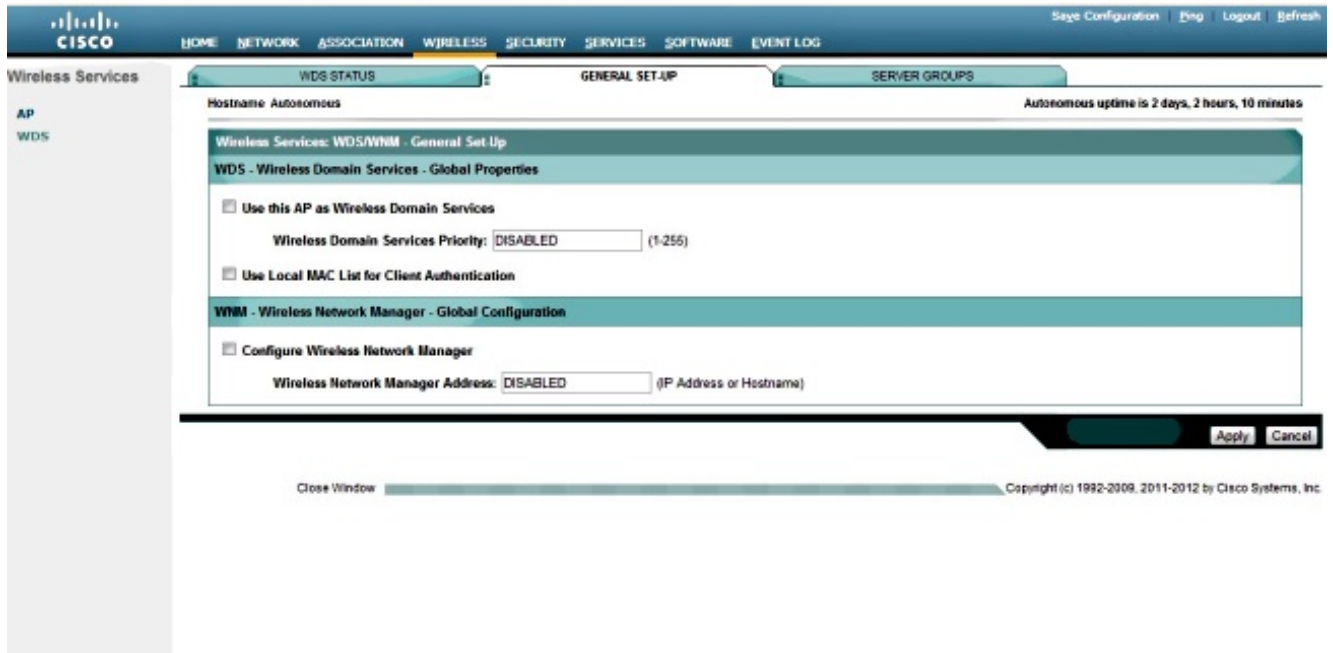 Save Configuration | Ping | Logout | Refresh
CISCO
HOME NETWORK ASSOCIATION WIRELESS SECURITY SERVICES SOFTWARE EVENT LOG
Wireless Services
WDS STATUS
GENERAL SET-UP
SERVER GROUPS
AP
WDS
Hostname Autonomous
Autonomous uptime is 2 days, 2 hours, 10 minutes
Wireless Services: WDS/WNM - General Set-Up
WDS - Wireless Domain Services - Global Properties
Use this AP as Wireless Domain Services
Wireless Domain Services Priority: DISABLED (1-255)
Use Local MAC List for Client Authentication
WNM - Wireless Network Manager - Global Configuration
Configure Wireless Network Manager
Wireless Network Manager Address: DISABLED (IP Address or Hostname)
Apply Cancel
Close Window
Copyright (c) 1992-2009, 2011-2012 by Cisco Systems, Inc.